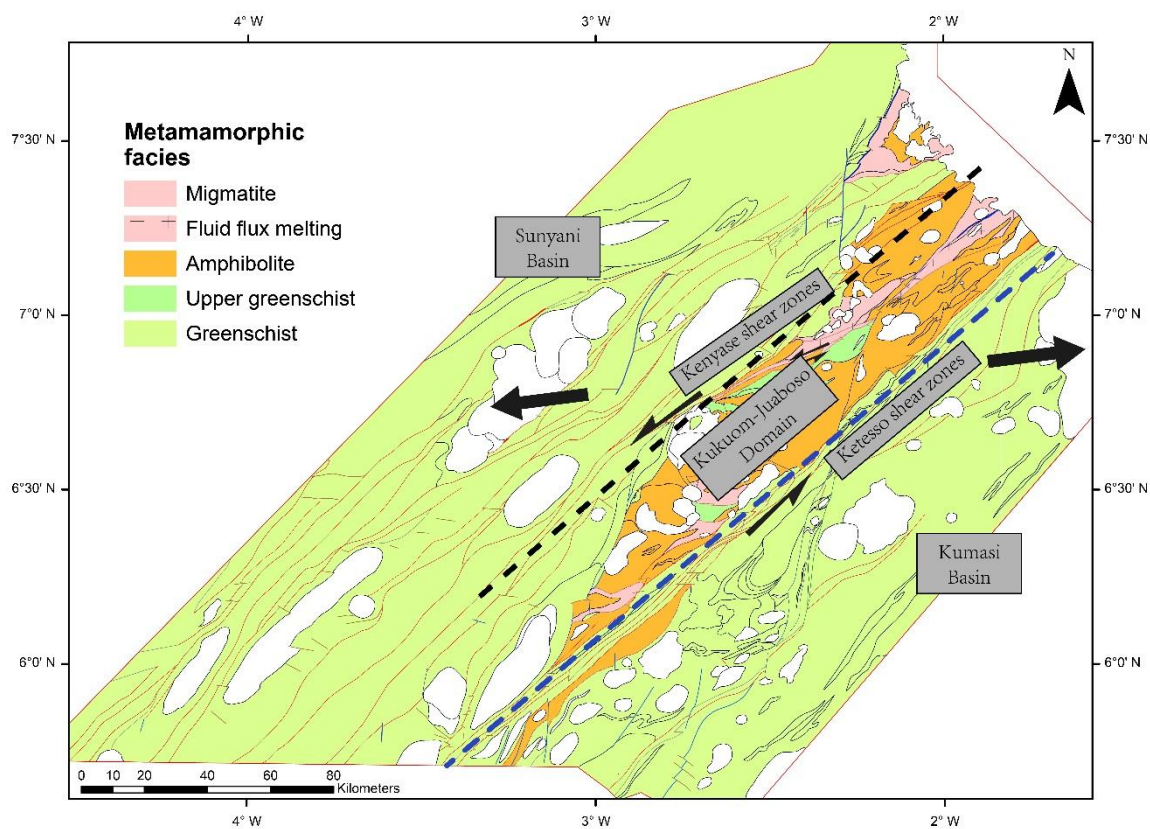 4° W
3° W
2° W
N
7°30' N
7°30' N
Metamamorphic
facies
Migmatite
Fluid flux melting
Amphibolite
Upper greenschist
Greenschist
Sunyani
Basin
7°0' N
7°0' N
Kenyase shear zones
Kukuom-Juaboso
Domain
Ketesso shear zones
6°30' N
6°30' N
Kumasi
Basin
6°0' N
6°0' N
0 10 20 40 60 80
Kilometers
4° W
3° W
2° W